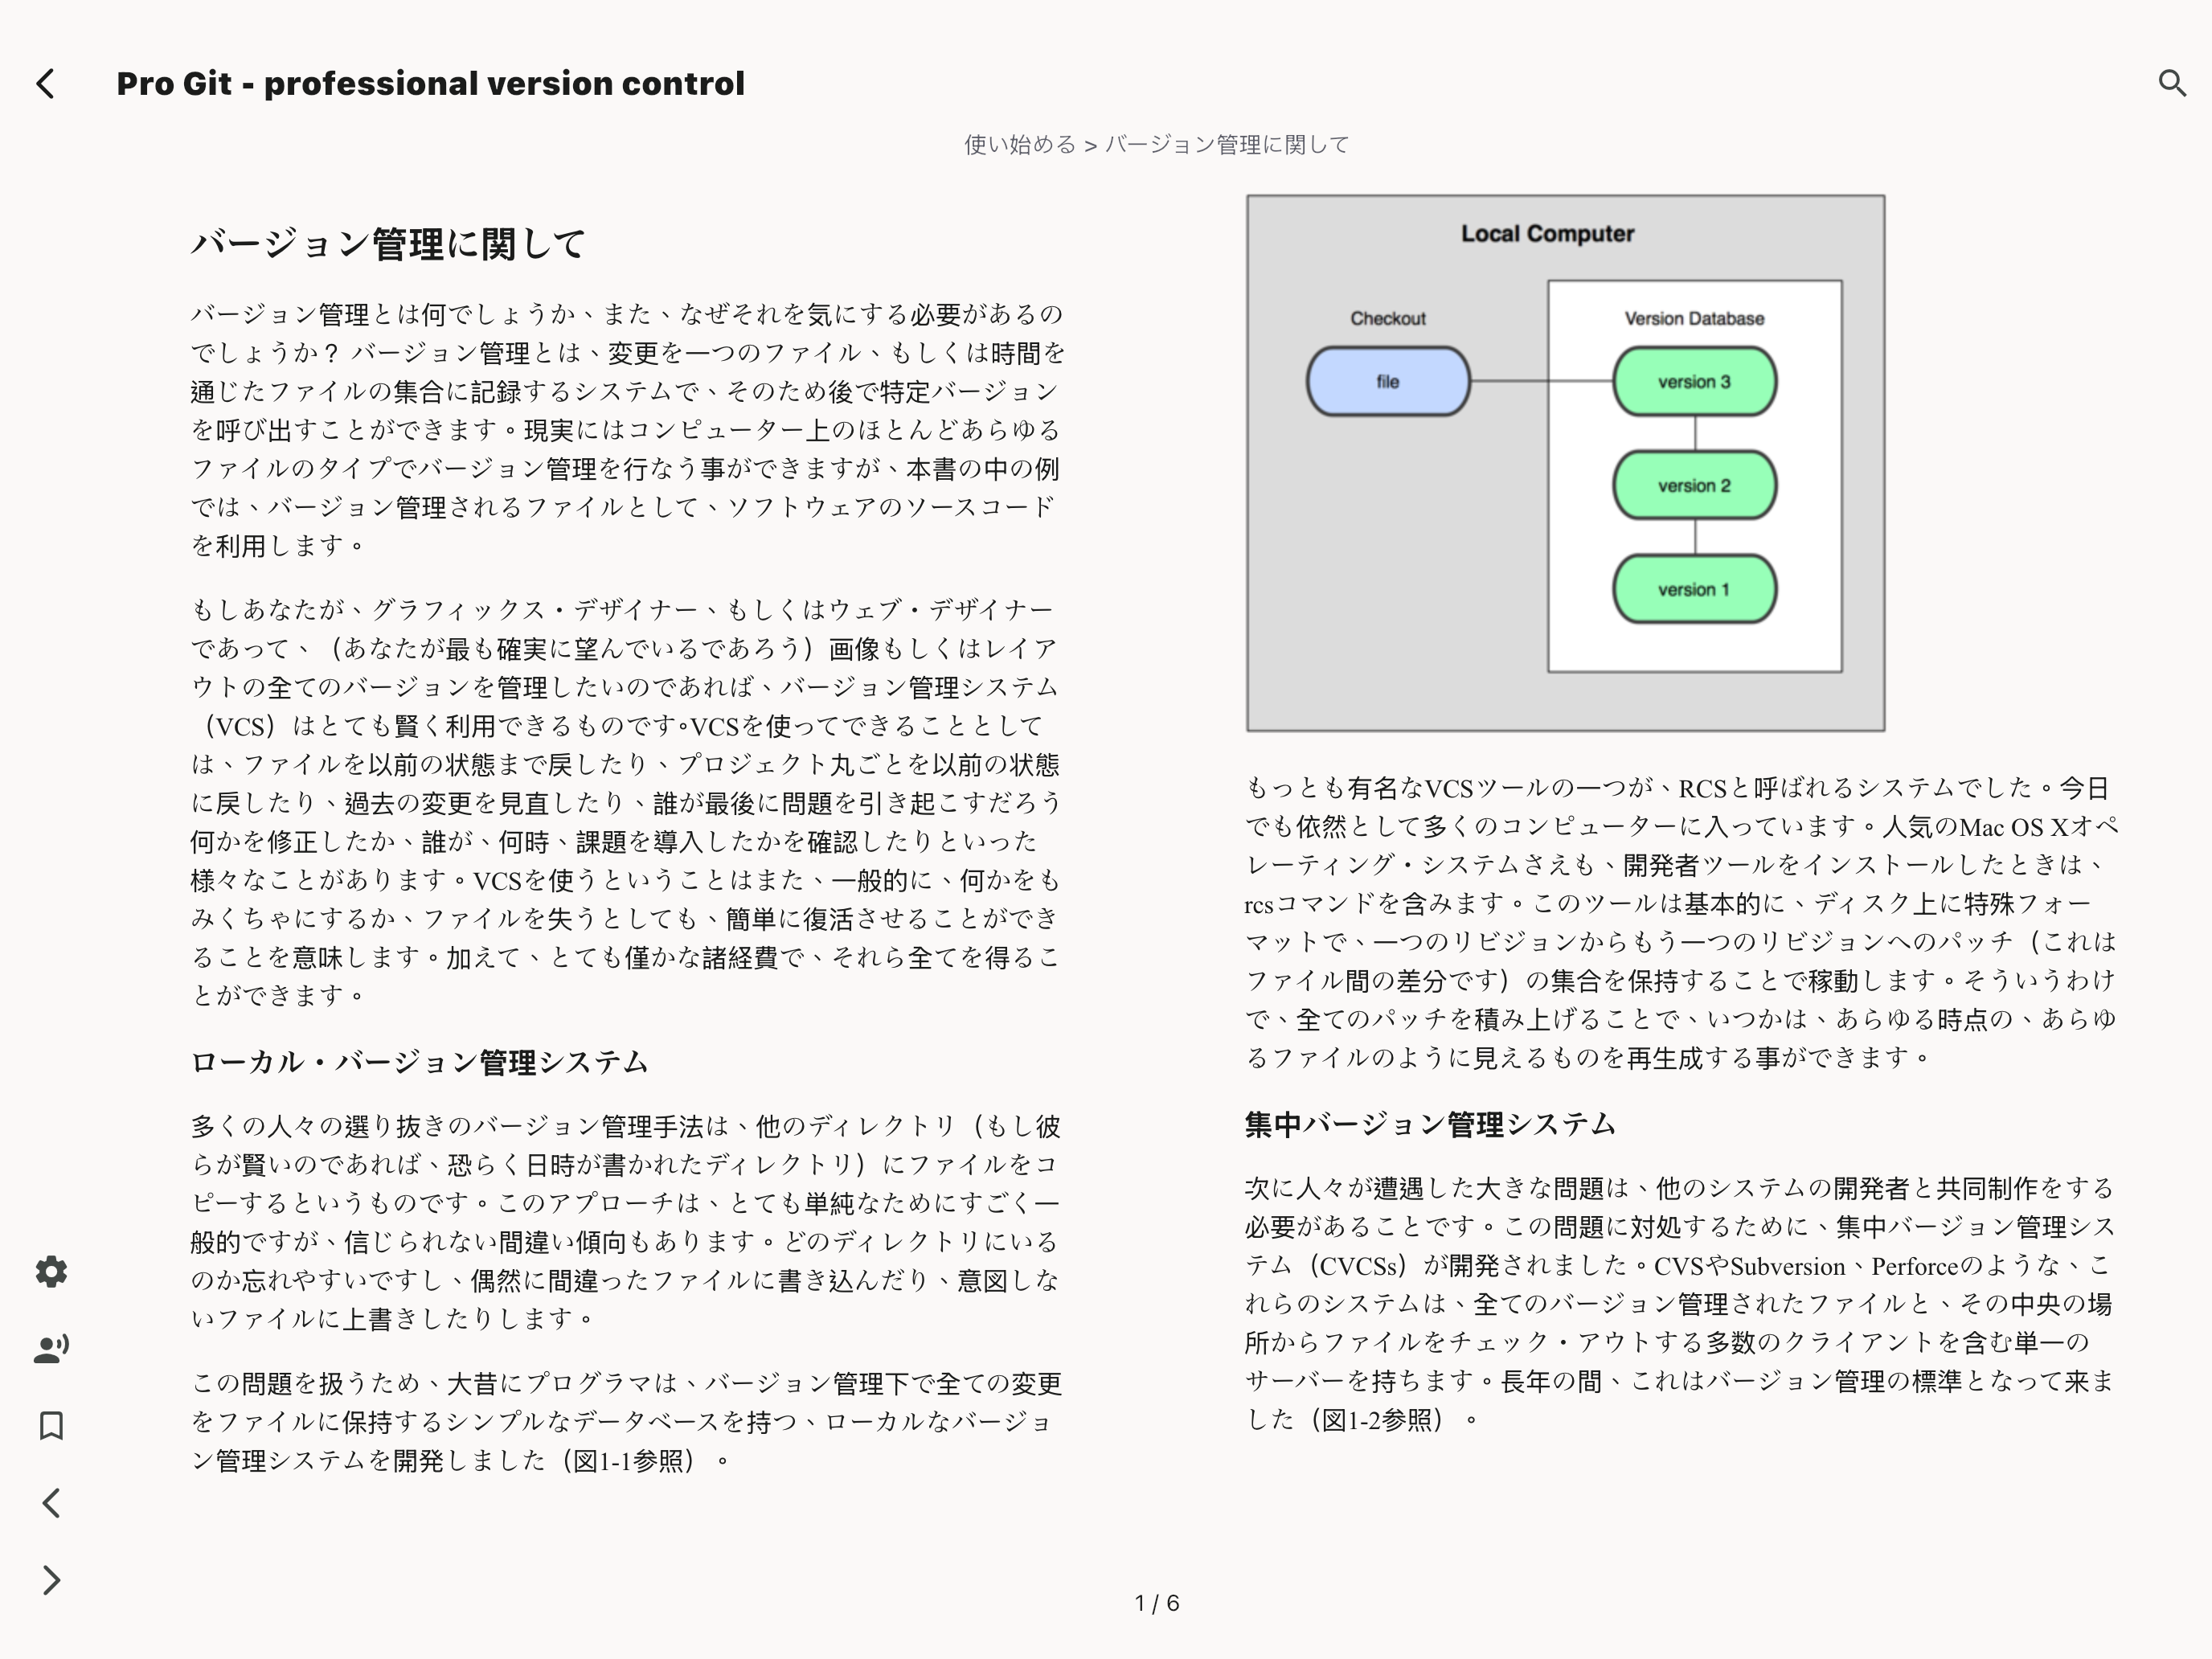 Pro Git - professional version control
使い始める > バージョン管理に関して
バージョン管理に関して
バージョン管理とは何でしょうか、また、なぜそれを気にする必要があるの
でしょうか？ バージョン管理とは、変更を一つのファイル、もしくは時間を
通じたファイルの集合に記録するシステムで、そのため後で特定バージョン
を呼び出すことができます。現実にはコンピューター上のほとんどあらゆる
ファイルのタイプでバージョン管理を行なう事ができますが、本書の中の例
では、バージョン管理されるファイルとして、ソフトウェアのソースコード
を利用します。
もしあなたが、グラフィックス・デザイナー、もしくはウェブ・デザイナー
であって、（あなたが最も確実に望んでいるであろう）画像もしくはレイア
ウトの全てのバージョンを管理したいのであれば、バージョン管理システム
（VCS）はとても賢く利用できるものです。VCSを使ってできることとして
は、ファイルを以前の状態まで戻したり、プロジェクト丸ごとを以前の状態
に戻したり、過去の変更を見直したり、誰が最後に問題を引き起こすだろう
何かを修正したか、誰が、何時、課題を導入したかを確認したりといった
様々なことがあります。VCSを使うということはまた、一般的に、何かをも
みくちゃにするか、ファイルを失うとしても、簡単に復活させることができ
ることを意味します。加えて、とても僅かな諸経費で、それら全てを得るこ
とができます。
ローカル・バージョン管理システム
多くの人々の選り抜きのバージョン管理手法は、他のディレクトリ（もし彼
らが賢いのであれば、恐らく日時が書かれたディレクトリ）にファイルをコ
ピーするというものです。このアプローチは、とても単純なためにすごく一
般的ですが、信じられない間違い傾向もあります。どのディレクトリにいる
のか忘れやすいですし、偶然に間違ったファイルに書き込んだり、意図しな
いファイルに上書きしたりします。
この問題を扱うため、大昔にプログラマは、バージョン管理下で全ての変更
をファイルに保持するシンプルなデータベースを持つ、ローカルなバージョ
ン管理システムを開発しました（図1-1参照）。
Local Computer
Checkout
Version Database
file
version 3
version 2
version 1
もっとも有名なVCSツールの一つが、RCSと呼ばれるシステムでした。今日
でも依然として多くのコンピューターに入っています。人気のMac OS Xオペ
レーティング・システムさえも、開発者ツールをインストールしたときは、
rcsコマンドを含みます。このツールは基本的に、ディスク上に特殊フォー
マットで、一つのリビジョンからもう一つのリビジョンへのパッチ（これは
ファイル間の差分です）の集合を保持することで稼動します。そういうわけ
で、全てのパッチを積み上げることで、いつかは、あらゆる時点の、あらゆ
るファイルのように見えるものを再生成する事ができます。
集中バージョン管理システム
次に人々が遭遇した大きな問題は、他のシステムの開発者と共同制作をする
必要があることです。この問題に対処するために、集中バージョン管理シス
テム（CVCSs）が開発されました。CVSやSubversion、Perforceのような、こ
れらのシステムは、全てのバージョン管理されたファイルと、その中央の場
所からファイルをチェック・アウトする多数のクライアントを含む単一の
サーバーを持ちます。長年の間、これはバージョン管理の標準となって来ま
した（図1-2参照）。
1 / 6